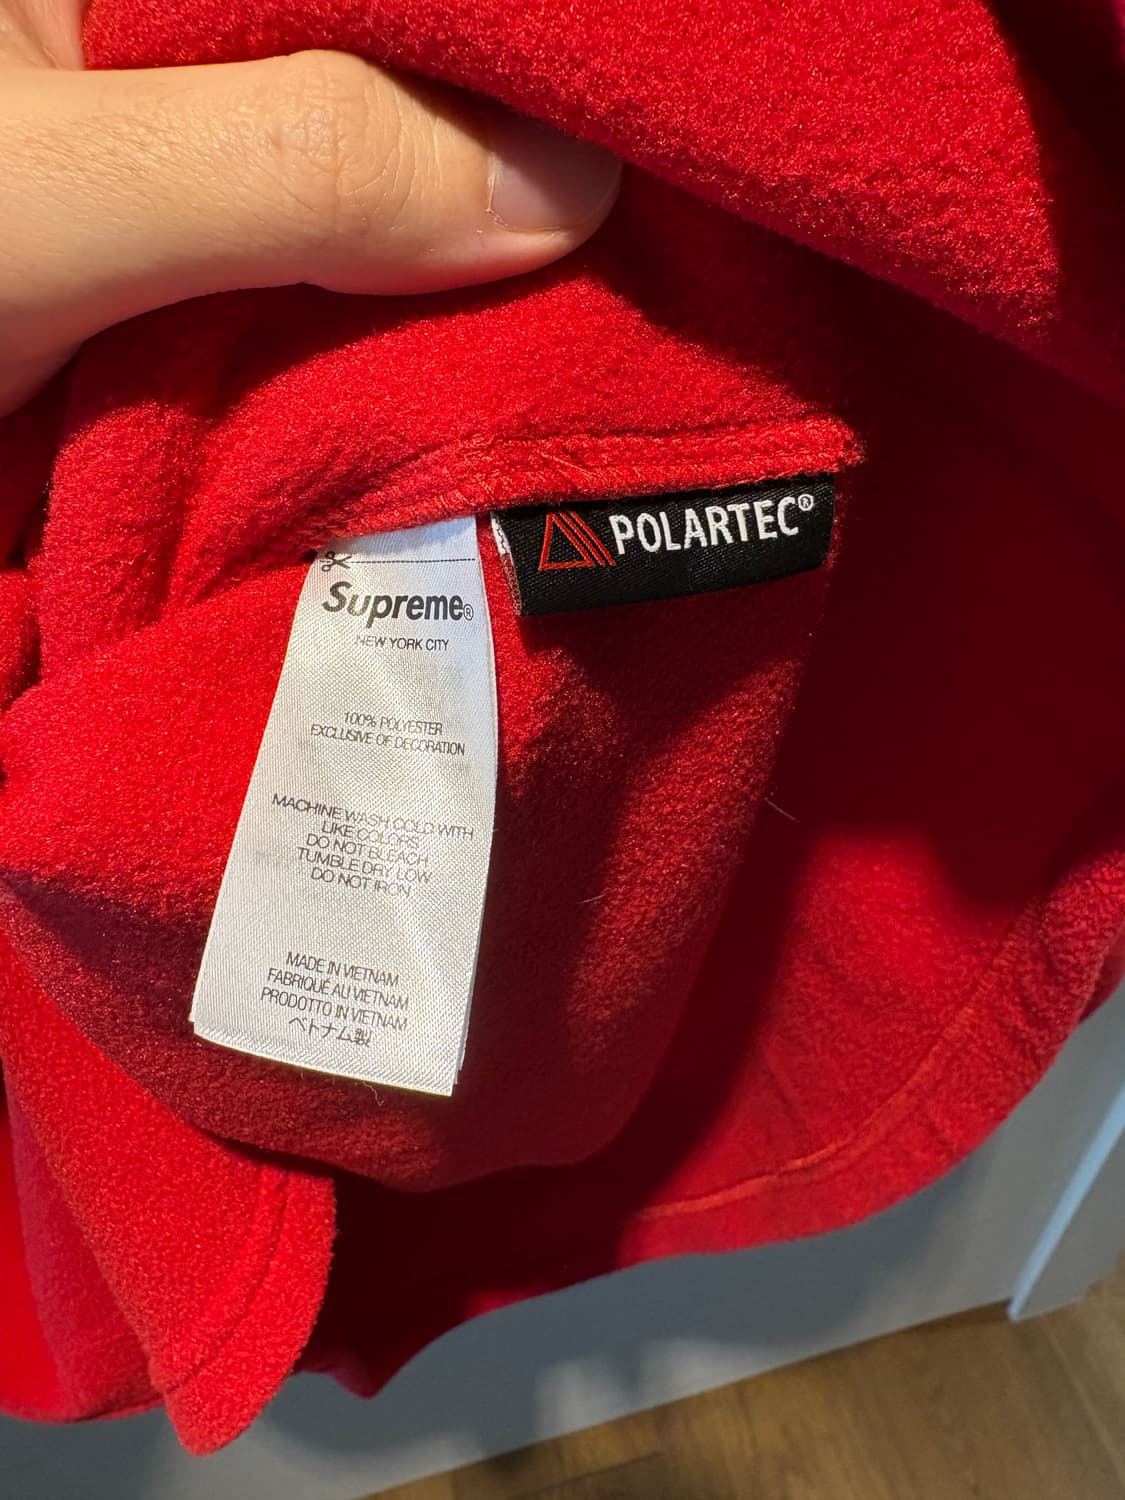 Supreme®
NEW YORK CITY
100% POLYESTER
EXCLUSIVE OF DECORATION
MACHINE WASH COLD WITH
LIKE COLORS
DO NOT BLEACH
TUMBLE DRY LOW
DO NOT IRON
MADE IN VIETNAM
FABRIQUÉ AU VIETNAM
PRODOTTO IN VIETNAM
ベトナム製
POLARTEC®